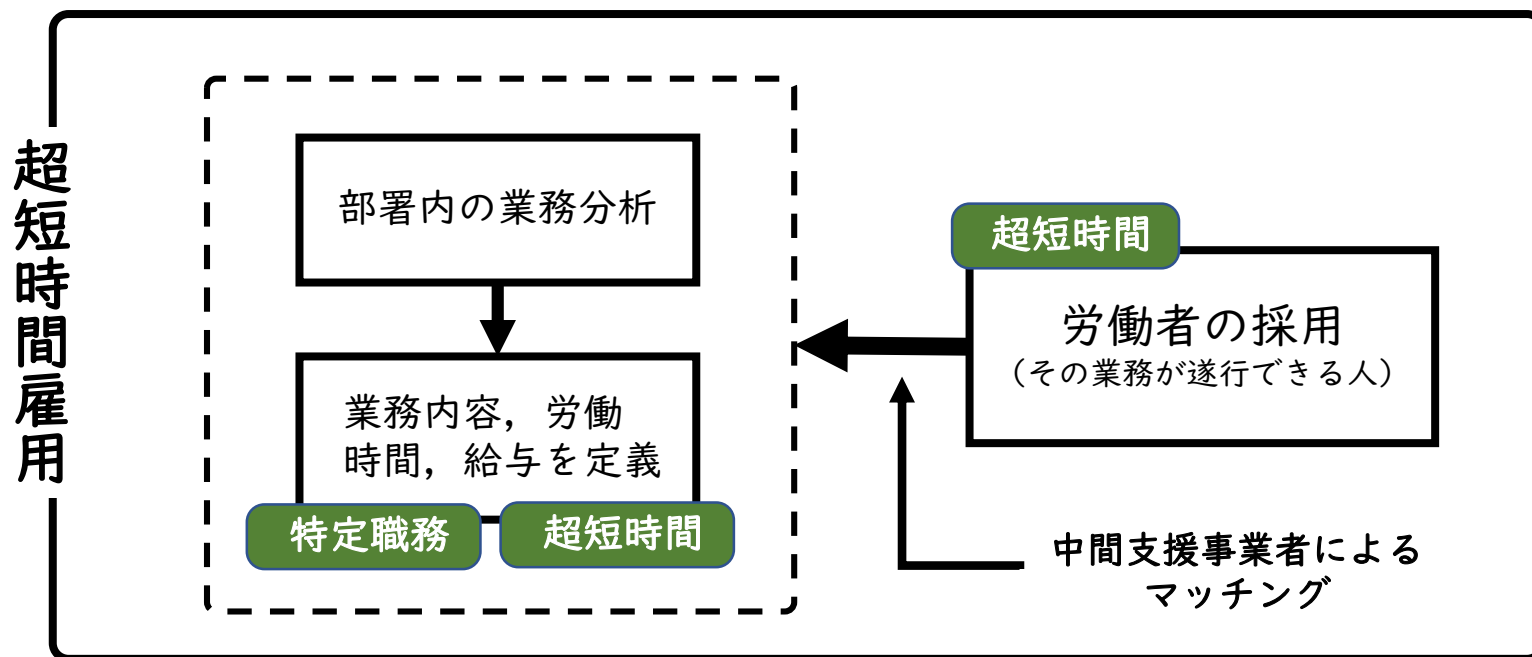 超短時間雇用
部署内の業務分析
業務内容，労働
時間，給与を定義
特定職務
超短時間
超短時間
労働者の採用
（その業務が遂行できる人）
中間支援事業者による
マッチング